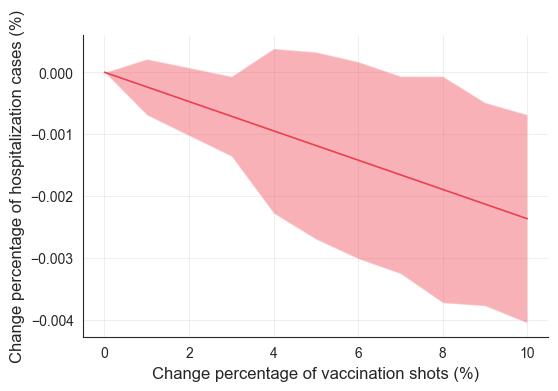 Change percentage of hospitalization cases (%)
0.000
−0.001
−0.002
−0.003
−0.004
0 2 4 6 8 10
Change percentage of vaccination shots (%)